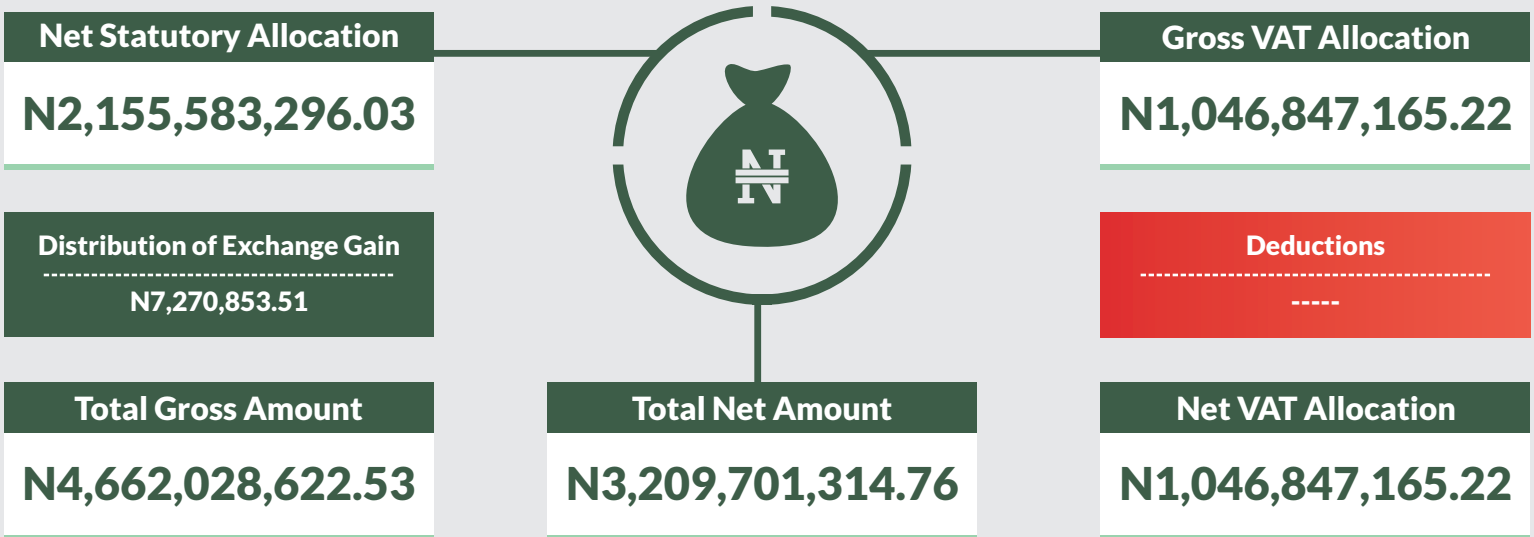 Net Statutory Allocation
N2,155,583,296.03
Gross VAT Allocation
N1,046,847,165.22
₦
Distribution of Exchange Gain
N7,270,853.51
Deductions
-----
Total Gross Amount
N4,662,028,622.53
Total Net Amount
N3,209,701,314.76
Net VAT Allocation
N1,046,847,165.22